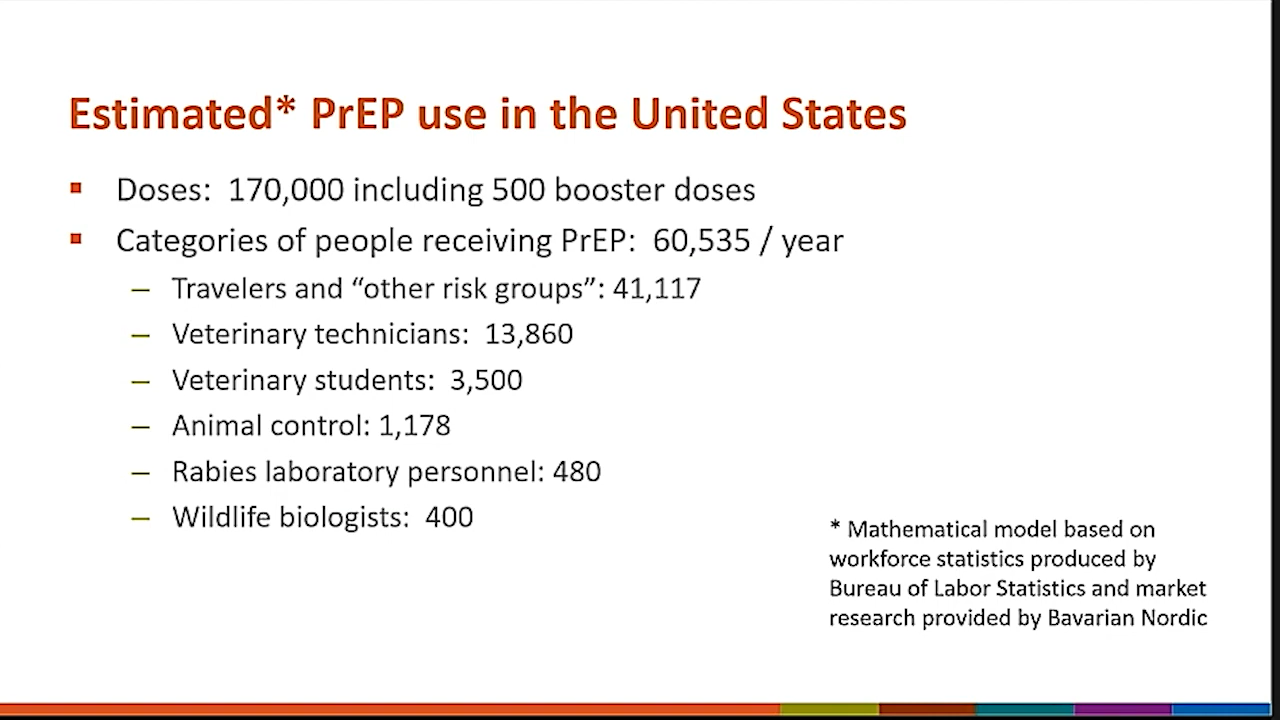 Estimated* PrEP use in the United States
Doses: 170,000 including 500 booster doses
Categories of people receiving PrEP: 60,535 / year
– Travelers and “other risk groups”: 41,117
– Veterinary technicians: 13,860
– Veterinary students: 3,500
– Animal control: 1,178
– Rabies laboratory personnel: 480
– Wildlife biologists: 400
* Mathematical model based on
workforce statistics produced by
Bureau of Labor Statistics and market
research provided by Bavarian Nordic